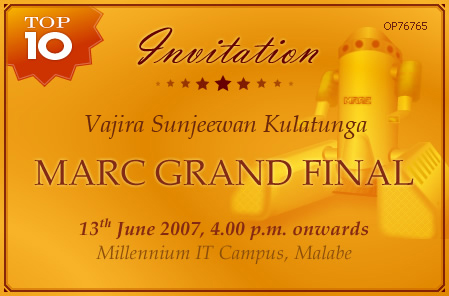 TOP
10
OP76765
Invitation
Vajira Sunjeewan Kulatunga
MARC GRAND FINAL
13th June 2007, 4.00 p.m. onwards
Millennium IT Campus, Malabe